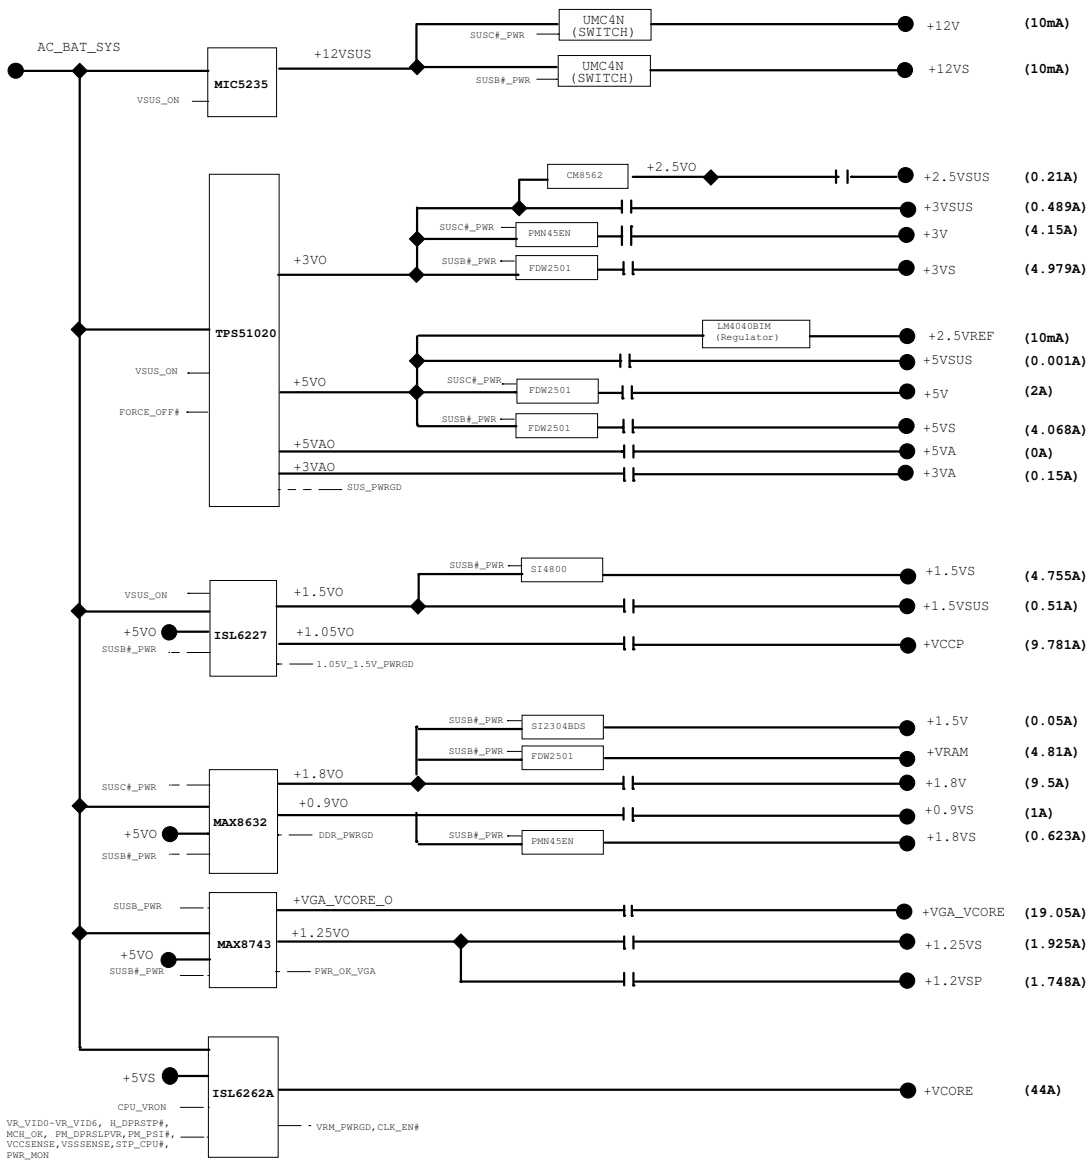 AC_BAT_SYS
VSUS_ON
MIC5235
+12VSUS
SUSC#_PWR
UMC4N
(SWITCH)
+12V
(10mA)
SUSB#_PWR
UMC4N
(SWITCH)
+12VS
(10mA)
TPS51020
VSUS_ON
FORCE_OFF#
+3VO
CM8562
+2.5VO
+2.5VSUS
(0.21A)
+3VSUS
(0.489A)
SUSC#_PWR
PMN45EN
+3V
(4.15A)
SUSB#_PWR
FDW2501
+3VS
(4.979A)
+5VO
LM4040BIM
(Regulator)
+2.5VREF
(10mA)
+5VSUS
(0.001A)
SUSC#_PWR
FDW2501
+5V
(2A)
SUSB#_PWR
FDW2501
+5VS
(4.068A)
+5VAO
+5VA
(0A)
+3VAO
+3VA
(0.15A)
SUS_PWRGD
VSUS_ON
+5VO
SUSB#_PWR
ISL6227
+1.5VO
SUSB#_PWR
SI4800
+1.5VS
(4.755A)
+1.5VSUS
(0.51A)
+1.05VO
+VCCP
(9.781A)
1.05V_1.5V_PWRGD
SUSC#_PWR
+5VO
SUSB#_PWR
MAX8632
+1.8VO
SUSB#_PWR
SI2304BDS
+1.5V
(0.05A)
SUSB#_PWR
FDW2501
+VRAM
(4.81A)
+1.8V
(9.5A)
+0.9VO
+0.9VS
(1A)
DDR_PWRGD
SUSB#_PWR
PMN45EN
+1.8VS
(0.623A)
SUSB_PWR
+5VO
SUSB#_PWR
MAX8743
+VGA_VCORE_O
+VGA_VCORE
(19.05A)
+1.25VO
+1.25VS
(1.925A)
PWR_OK_VGA
+1.2VSP
(1.748A)
+5VS
CPU_VRON
VR_VID0~VR_VID6, H_DPRSTP#,
MCH_OK, PM_DPRSLPVR,PM_PSI#,
VCCSENSE,VSSSENSE,STP_CPU#,
PWR_MON
ISL6262A
VRM_PWRGD,CLK_EN#
+VCORE
(44A)